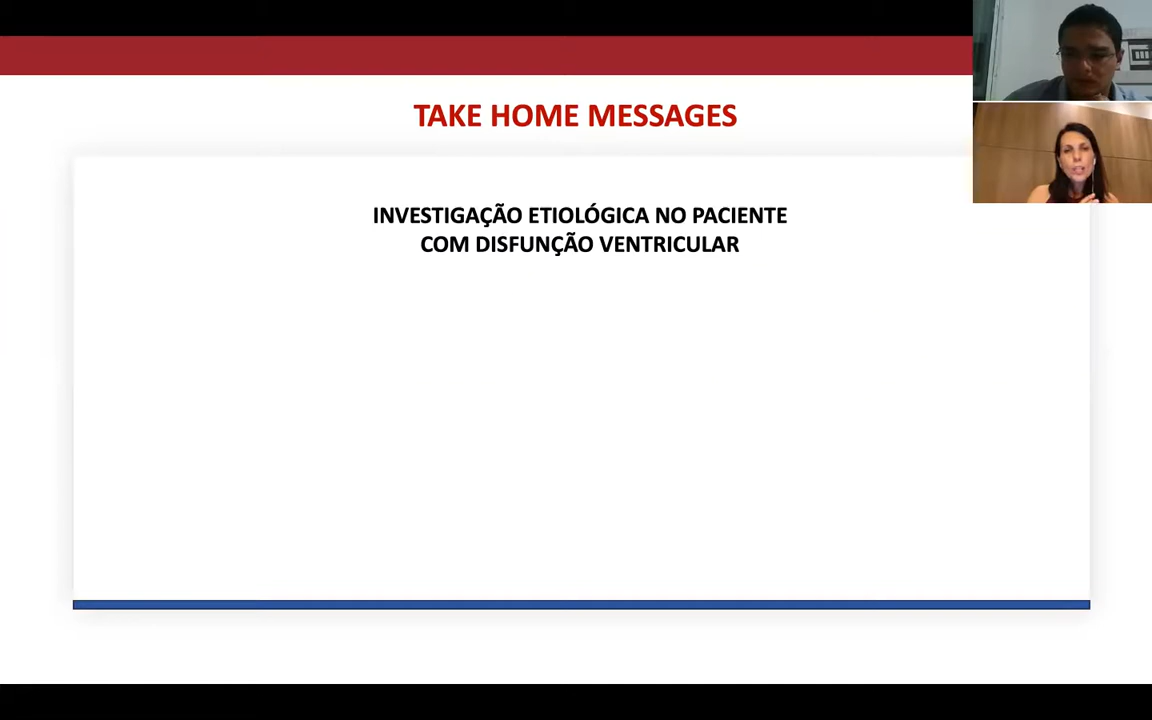 TAKE HOME MESSAGES
INVESTIGAÇÃO ETIOLÓGICA NO PACIENTE
COM DISFUNÇÃO VENTRICULAR